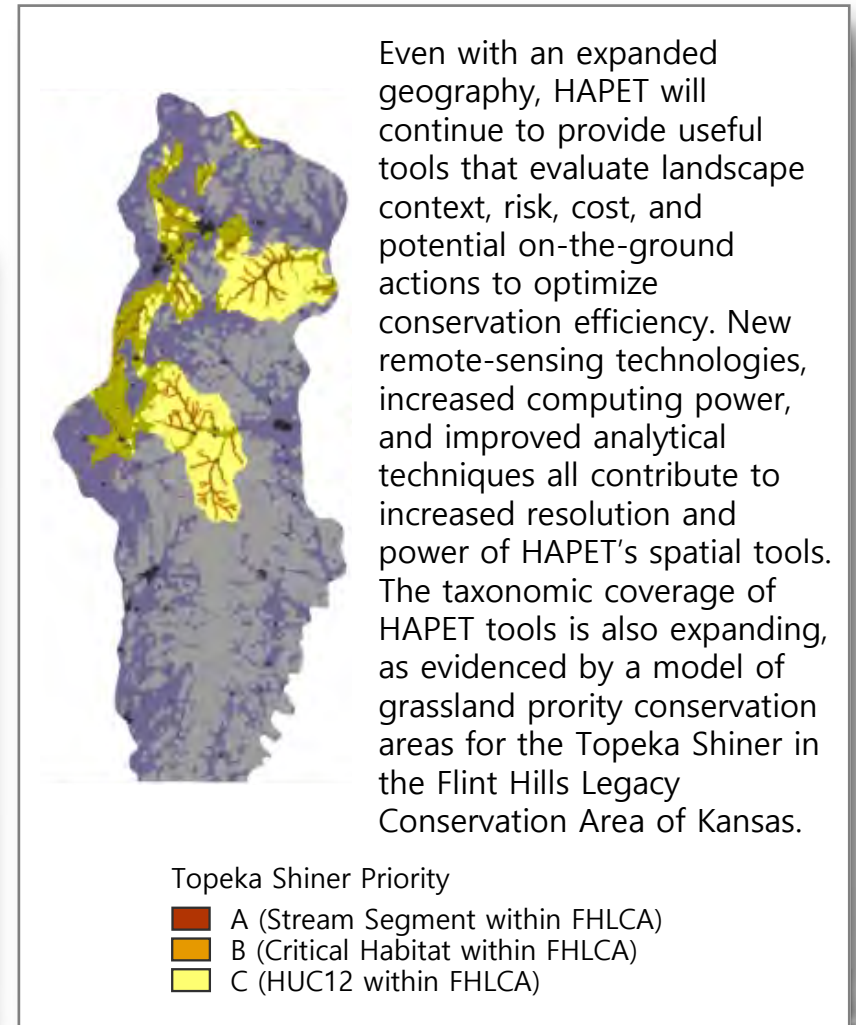 Even with an expanded
geography, HAPET will
continue to provide useful
tools that evaluate landscape
context, risk, cost, and
potential on-the-ground
actions to optimize
conservation efficiency. New
remote-sensing technologies,
increased computing power,
and improved analytical
techniques all contribute to
increased resolution and
power of HAPET's spatial tools.
The taxonomic coverage of
HAPET tools is also expanding,
as evidenced by a model of
grassland prority conservation
areas for the Topeka Shiner in
the Flint Hills Legacy
Conservation Area of Kansas.
Topeka Shiner Priority
A (Stream Segment within FHLCA)
B (Critical Habitat within FHLCA)
C (HUC12 within FHLCA)